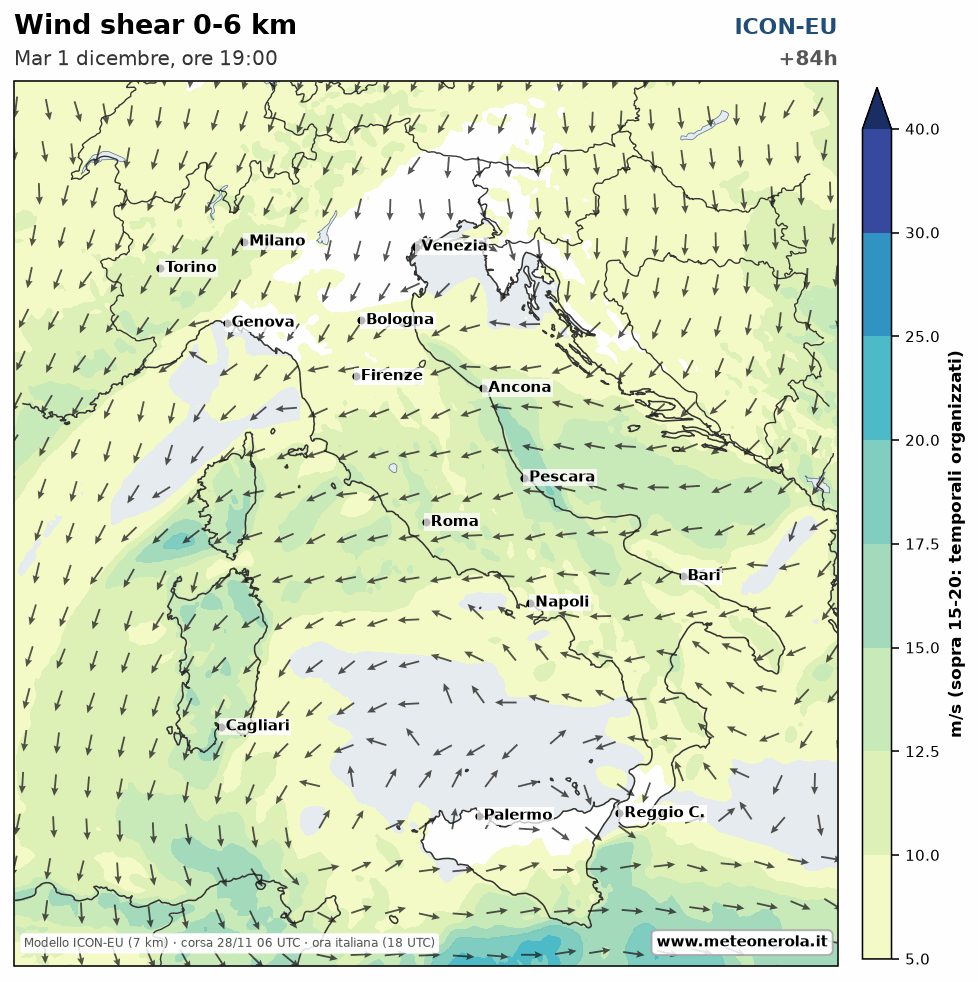 Wind shear 0-6 km
ICON-EU
Mar 1 dicembre, ore 19:00
+84h
40.0
30.0
25.0
20.0
17.5
15.0
12.5
10.0
5.0
m/s (sopra 15-20: temporali organizzati)
Milano
Venezia
Torino
Genova
Bologna
Firenze
Ancona
Pescara
Roma
Bari
Napoli
Cagliari
Palermo
Reggio C.
Modello ICON-EU (7 km) · corsa 28/11 06 UTC · ora italiana (18 UTC)
www.meteonerola.it